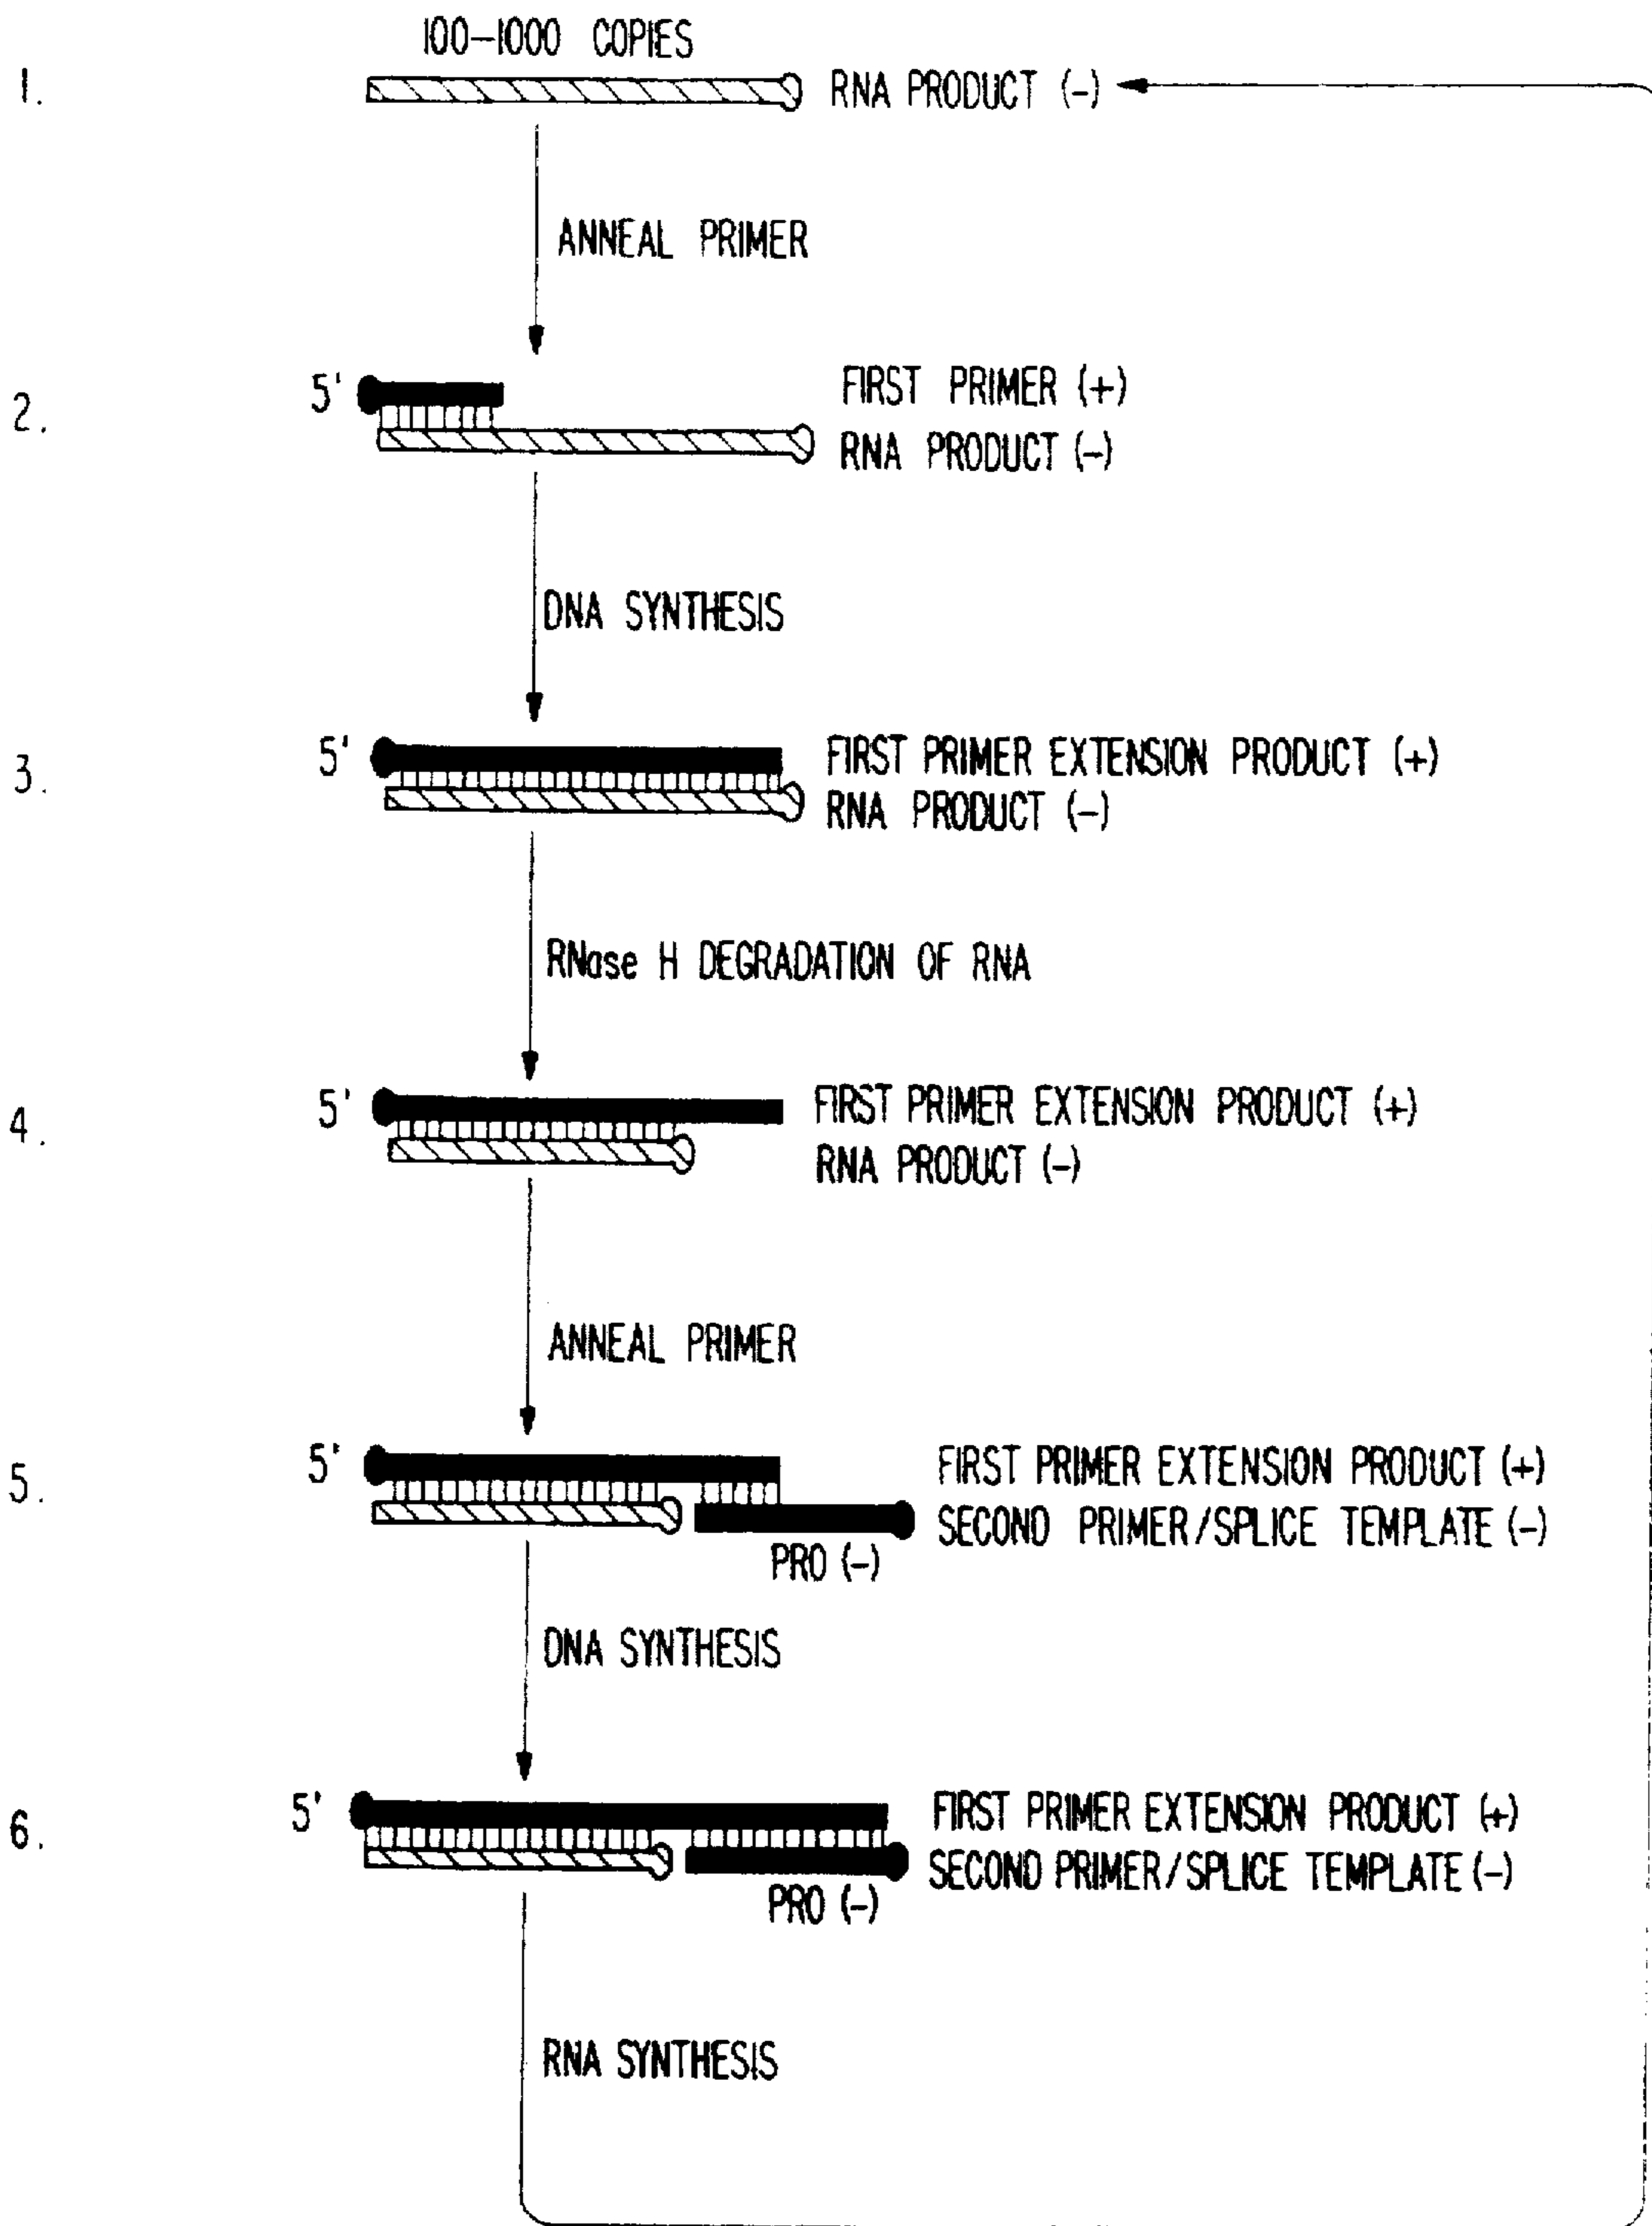 100-1000 COPIES
1. RNA PRODUCT (-)
ANNEAL PRIMER
2. 5' FIRST PRIMER (+)
RNA PRODUCT (-)
DNA SYNTHESIS
3. 5' FIRST PRIMER EXTENSION PRODUCT (+)
RNA PRODUCT (-)
RNase H DEGRADATION OF RNA
4. 5' FIRST PRIMER EXTENSION PRODUCT (+)
RNA PRODUCT (-)
ANNEAL PRIMER
5. 5' FIRST PRIMER EXTENSION PRODUCT (+)
SECOND PRIMER/SPLICE TEMPLATE (-)
PRO (-)
DNA SYNTHESIS
6. 5' FIRST PRIMER EXTENSION PRODUCT (+)
SECOND PRIMER/SPLICE TEMPLATE (-)
PRO (-)
RNA SYNTHESIS